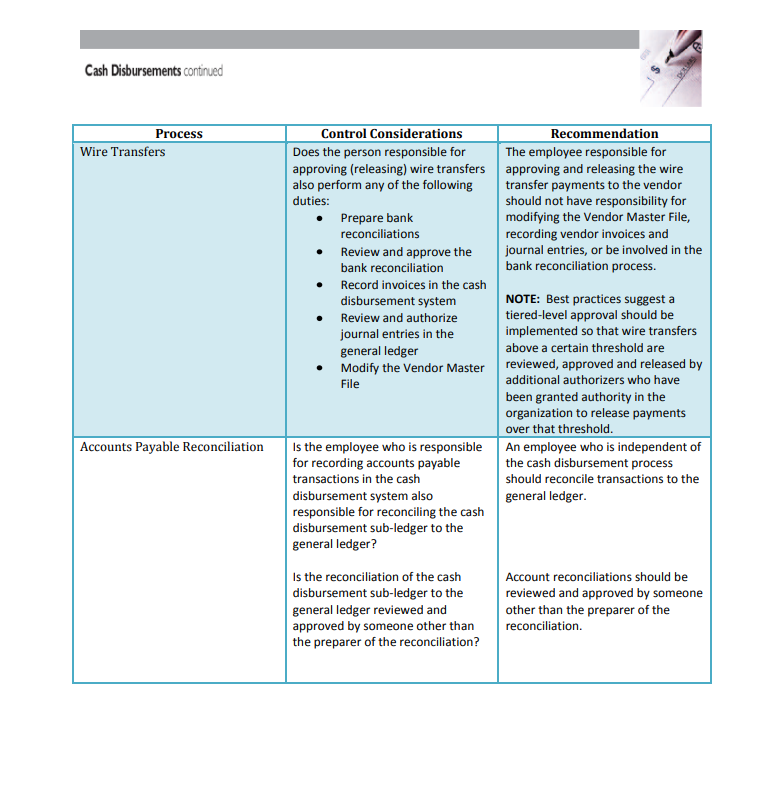 Cash Disbursements continued
Process
Control Considerations
Recommendation
Wire Transfers
Does the person responsible for
approving (releasing) wire transfers
also perform any of the following
duties:
● Prepare bank
reconciliations
● Review and approve the
bank reconciliation
● Record invoices in the cash
disbursement system
● Review and authorize
journal entries in the
general ledger
● Modify the Vendor Master
File
The employee responsible for
approving and releasing the wire
transfer payments to the vendor
should not have responsibility for
modifying the Vendor Master File,
recording vendor invoices and
journal entries, or be involved in the
bank reconciliation process.
NOTE: Best practices suggest a
tiered-level approval should be
implemented so that wire transfers
above a certain threshold are
reviewed, approved and released by
additional authorizers who have
been granted authority in the
organization to release payments
over that threshold.
Accounts Payable Reconciliation
Is the employee who is responsible
for recording accounts payable
transactions in the cash
disbursement system also
responsible for reconciling the cash
disbursement sub-ledger to the
general ledger?
An employee who is independent of
the cash disbursement process
should reconcile transactions to the
general ledger.
Is the reconciliation of the cash
disbursement sub-ledger to the
general ledger reviewed and
approved by someone other than
the preparer of the reconciliation?
Account reconciliations should be
reviewed and approved by someone
other than the preparer of the
reconciliation.